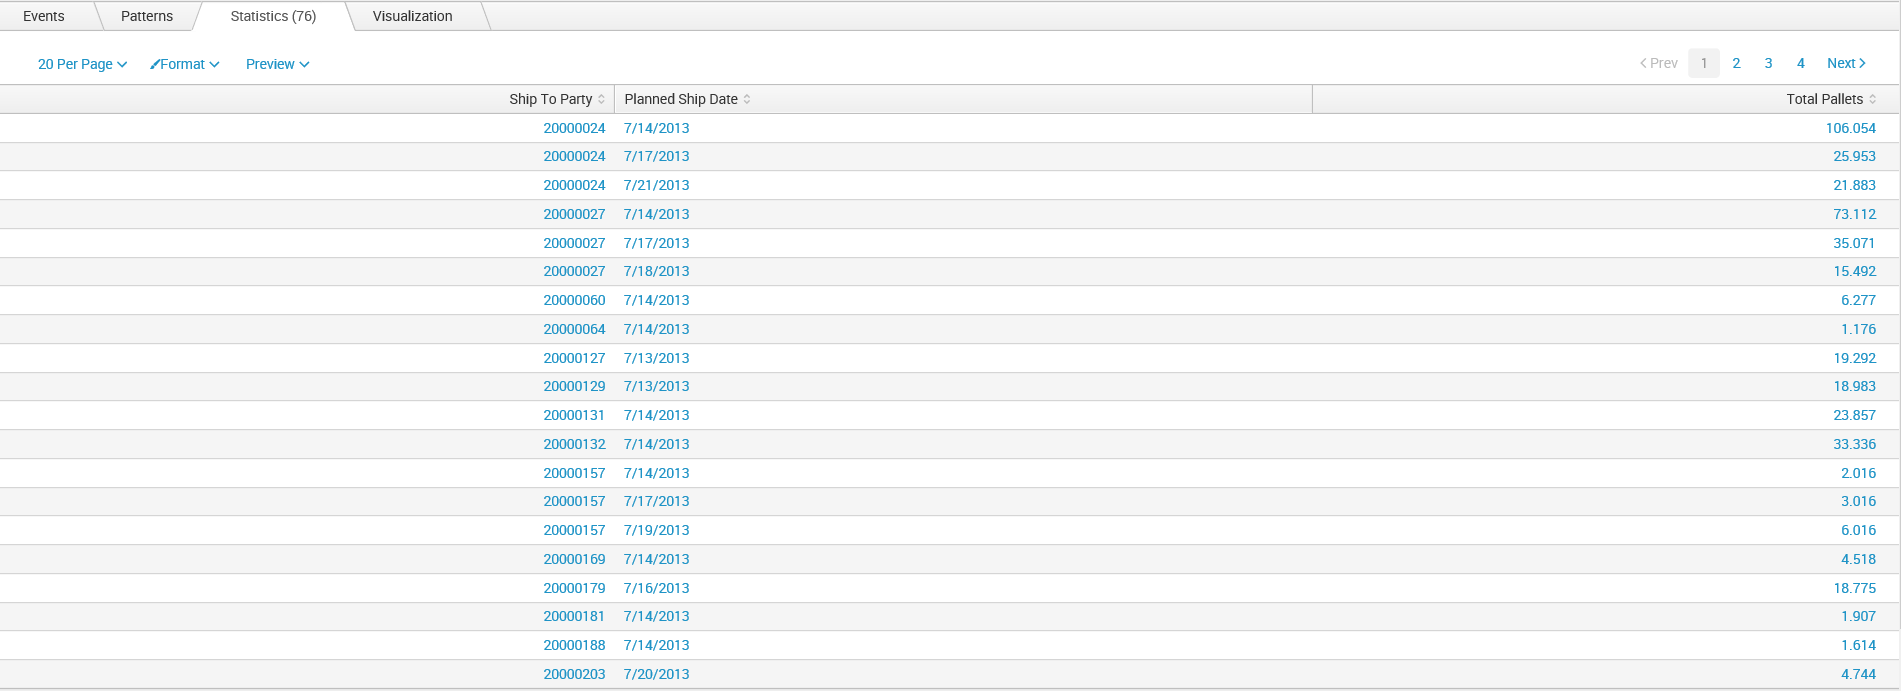 Events Patterns Statistics (76) Visualization
20 Per Page Format Preview Prev 1 2 3 4 Next
Ship To Party Planned Ship Date Total Pallets
20000024 7/14/2013 106.054
20000024 7/17/2013 25.953
20000024 7/21/2013 21.883
20000027 7/14/2013 73.112
20000027 7/17/2013 35.071
20000027 7/18/2013 15.492
20000060 7/14/2013 6.277
20000064 7/14/2013 1.176
20000127 7/13/2013 19.292
20000129 7/13/2013 18.983
20000131 7/14/2013 23.857
20000132 7/14/2013 33.336
20000157 7/14/2013 2.016
20000157 7/17/2013 3.016
20000157 7/19/2013 6.016
20000169 7/14/2013 4.518
20000179 7/16/2013 18.775
20000181 7/14/2013 1.907
20000188 7/14/2013 1.614
20000203 7/20/2013 4.744